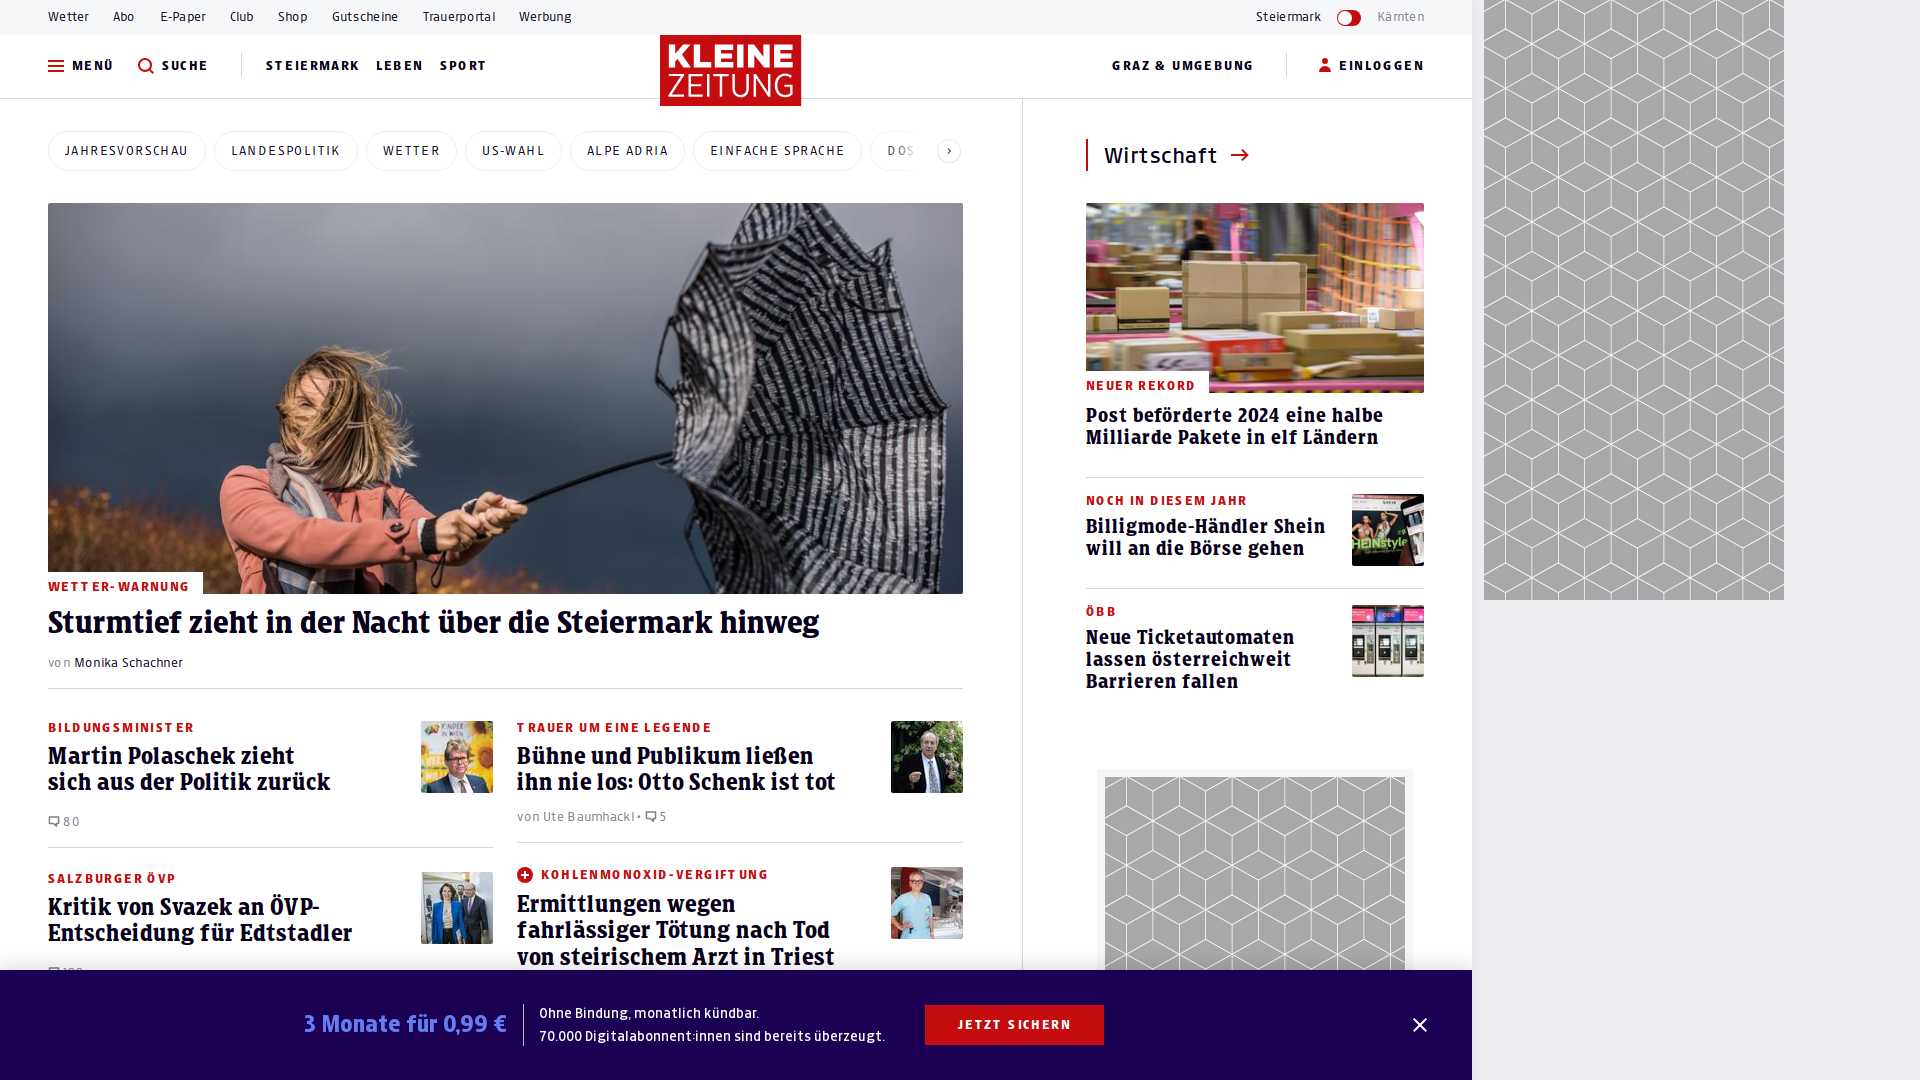 Wetter Abo E-Paper Club Shop Gutscheine Trauerportal Werbung
Steiermark Kärnten
MENÜ SUCHE STEIERMARK LEBEN SPORT
KLEINE
ZEITUNG
GRAZ & UMGEBUNG EINLOGGEN
JAHRESVORSCHAU LANDESPOLITIK WETTER US-WAHL ALPE ADRIA EINFACHE SPRACHE DOS
WETTER-WARNUNG
Sturmtief zieht in der Nacht über die Steiermark hinweg
von Monika Schachner
BILDUNGSMINISTER
Martin Polaschek zieht
sich aus der Politik zurück
80
TRAUER UM EINE LEGENDE
Bühne und Publikum ließen
ihn nie los: Otto Schenk ist tot
von Ute Baumhackl • 5
SALZBURGER ÖVP
Kritik von Svazek an ÖVP-
Entscheidung für Edtstadler
KOHLENMONOXID-VERGIFTUNG
Ermittlungen wegen
fahrlässiger Tötung nach Tod
von steirischem Arzt in Triest
Wirtschaft
NEUER REKORD
Post beförderte 2024 eine halbe
Milliarde Pakete in elf Ländern
NOCH IN DIESEM JAHR
Billigmode-Händler Shein
will an die Börse gehen
ÖBB
Neue Ticketautomaten
lassen österreichweit
Barrieren fallen
3 Monate für 0,99 €
Ohne Bindung, monatlich kündbar.
70.000 Digitalabonnent:innen sind bereits überzeugt.
JETZT SICHERN